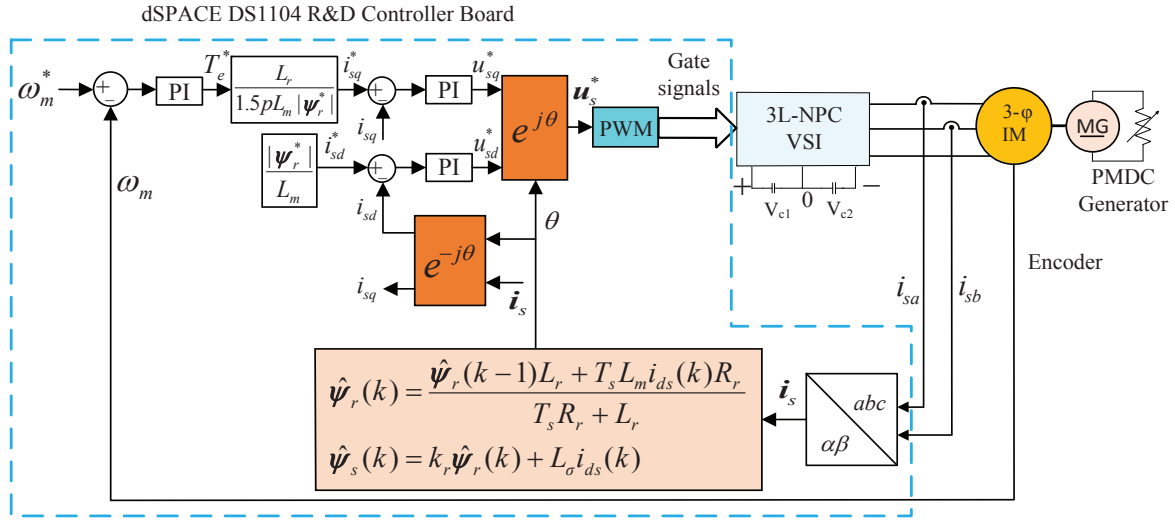 dSPACE DS1104 R&D Controller Board
ω_m^*
PI
T_e^*
L_r
1.5pL_m|ψ_r^*|
i_sq^*
i_sq
PI
u_sq^*
|ψ_r^*|
L_m
i_sd^*
i_sd
PI
u_sd^*
e^{jθ}
u_s^*
PWM
Gate
signals
3L-NPC
VSI
+
−
V_c1
0
V_c2
3-φ
IM
MG
PMDC
Generator
ω_m
e^{-jθ}
θ
i_sq
i_s
i_sa
i_sb
Encoder
ψ̂_r(k) = (ψ̂_r(k−1)L_r + T_s L_m i_ds(k)R_r) / (T_s R_r + L_r)
ψ̂_s(k) = k_r ψ̂_r(k) + L_σ i_ds(k)
i_s
abc
αβ